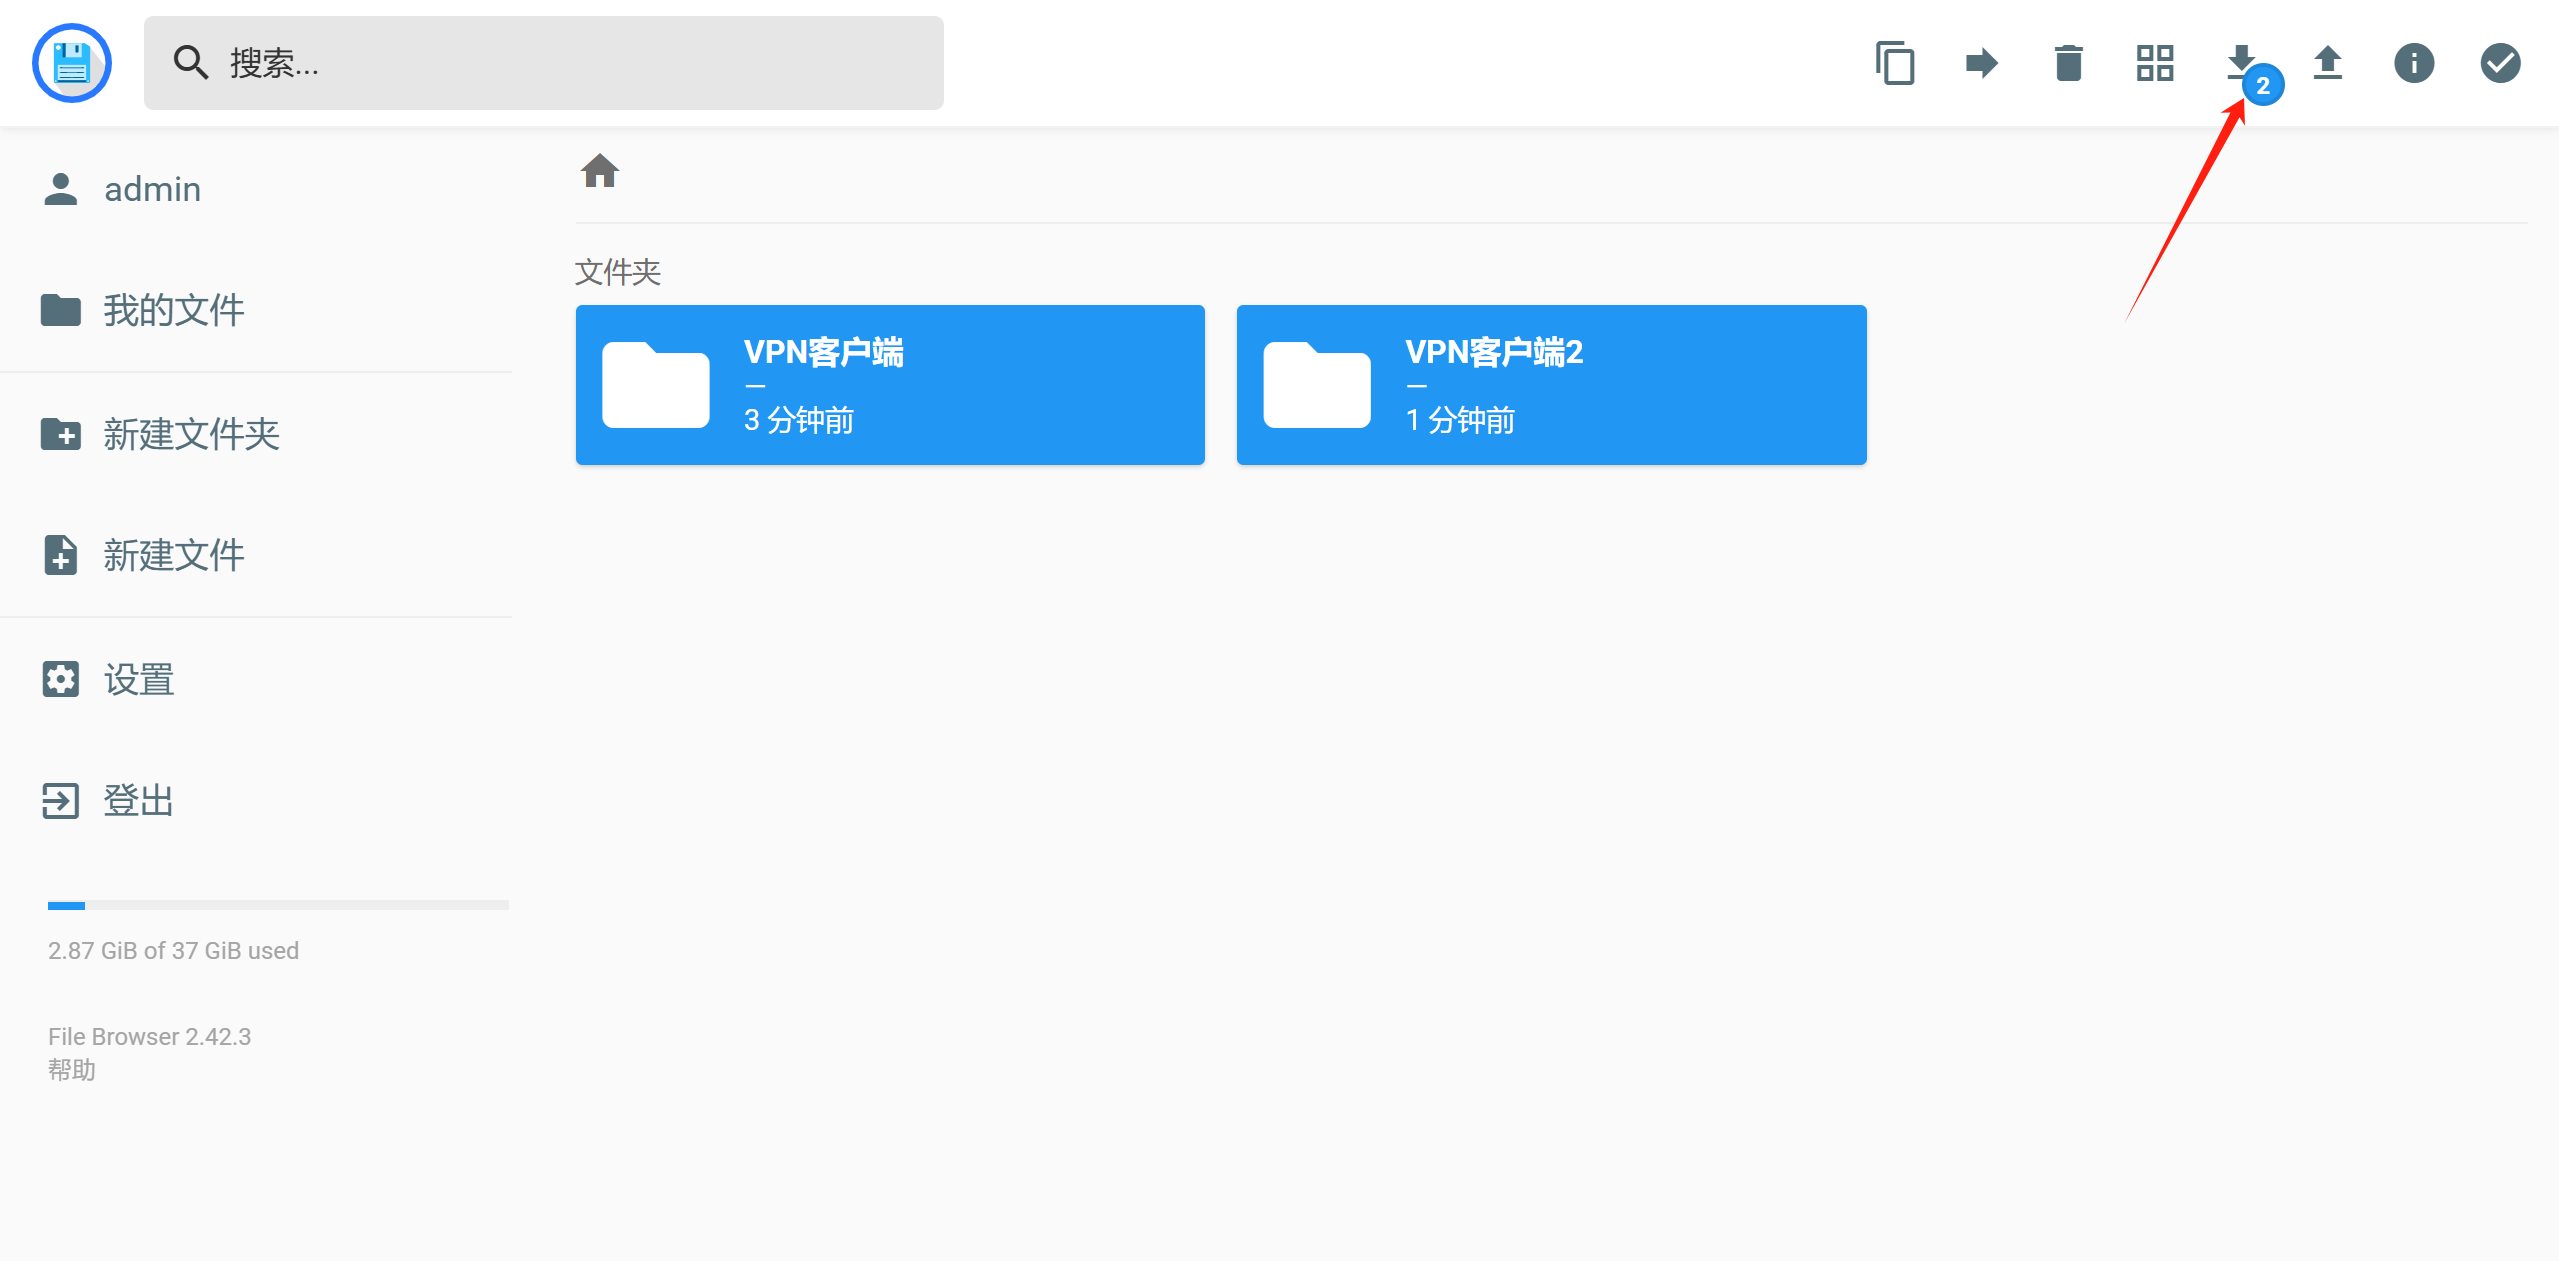 搜索...
2
admin
我的文件
新建文件夹
新建文件
设置
登出
2.87 GiB of 37 GiB used
File Browser 2.42.3
帮助
文件夹
VPN客户端
—
3 分钟前
VPN客户端2
—
1 分钟前